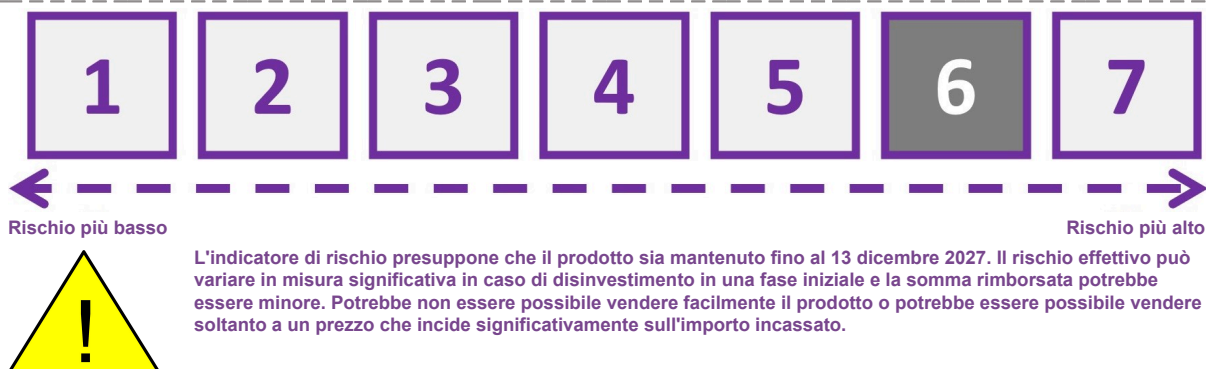 1 2 3 4 5 6 7
Rischio più basso Rischio più alto
!
L'indicatore di rischio presuppone che il prodotto sia mantenuto fino al 13 dicembre 2027. Il rischio effettivo può
variare in misura significativa in caso di disinvestimento in una fase iniziale e la somma rimborsata potrebbe
essere minore. Potrebbe non essere possibile vendere facilmente il prodotto o potrebbe essere possibile vendere
soltanto a un prezzo che incide significativamente sull'importo incassato.